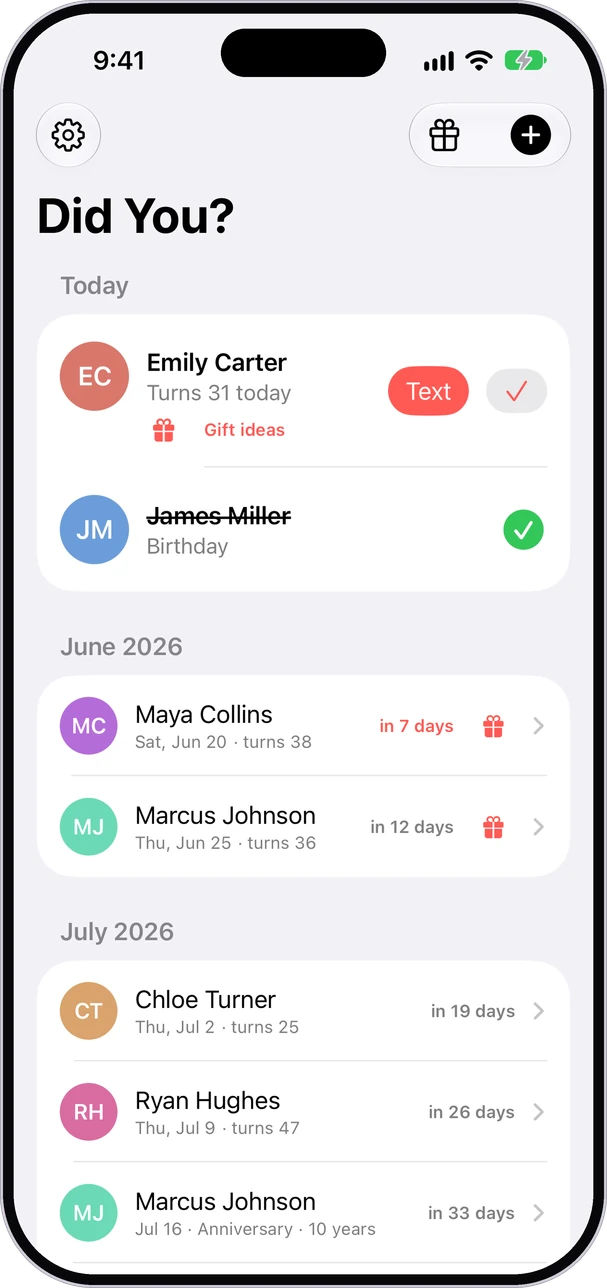 9:41
Did You?
Today
EC
Emily Carter
Turns 31 today
Gift ideas
Text
JM
James Miller
Birthday
June 2026
MC
Maya Collins
Sat, Jun 20 · turns 38
in 7 days
MJ
Marcus Johnson
Thu, Jun 25 · turns 36
in 12 days
July 2026
CT
Chloe Turner
Thu, Jul 2 · turns 25
in 19 days
RH
Ryan Hughes
Thu, Jul 9 · turns 47
in 26 days
MJ
Marcus Johnson
Jul 16 · Anniversary · 10 years
in 33 days